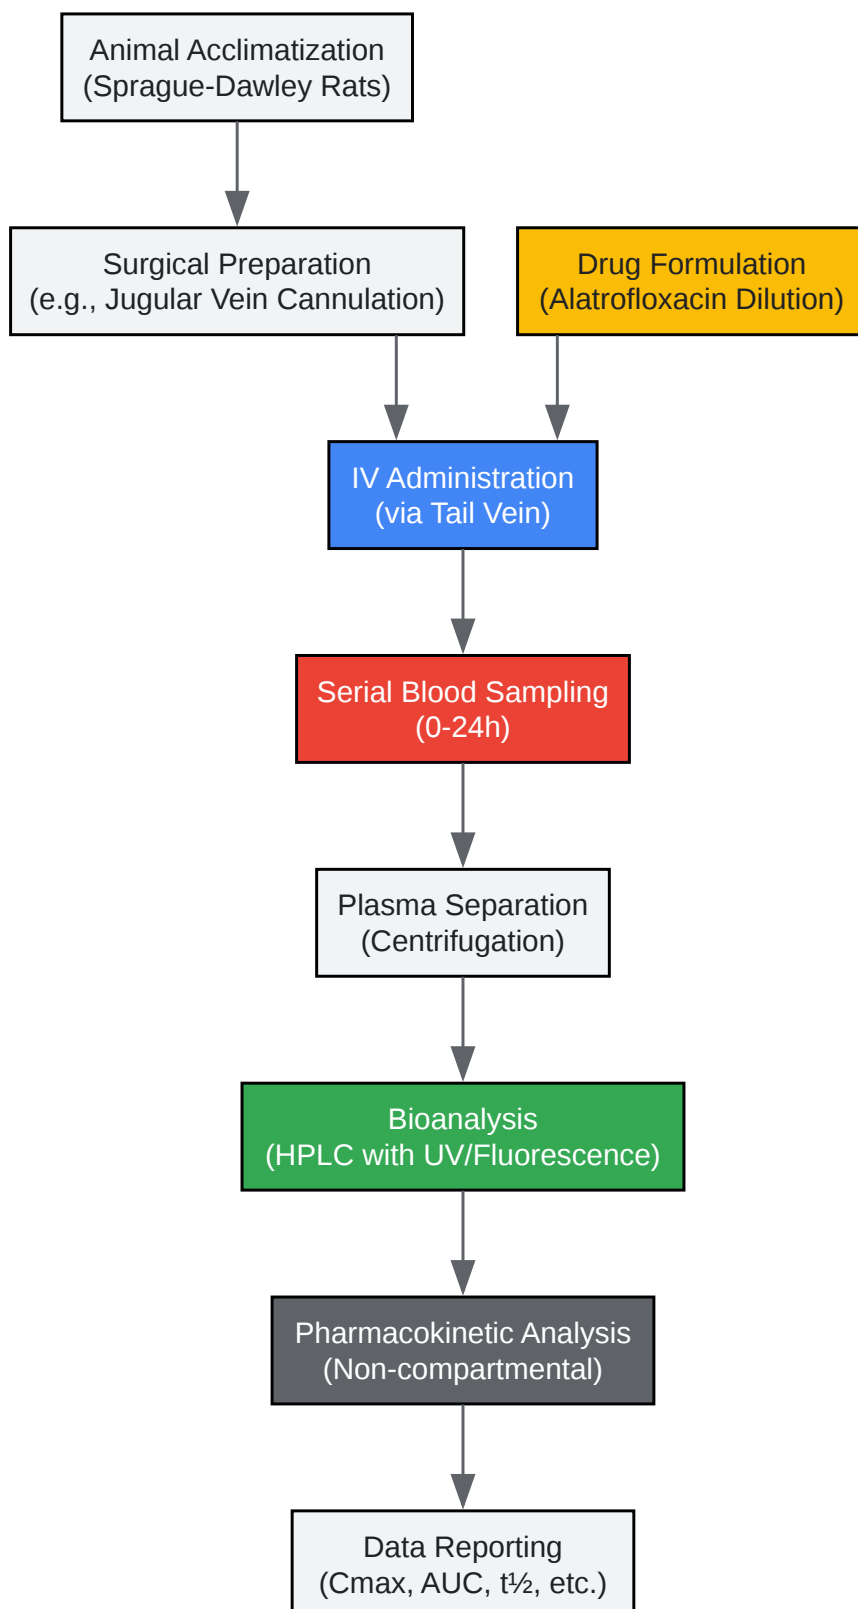 Animal Acclimatization
(Sprague-Dawley Rats)
Surgical Preparation
(e.g., Jugular Vein Cannulation)
Drug Formulation
(Alatrofloxacin Dilution)
IV Administration
(via Tail Vein)
Serial Blood Sampling
(0-24h)
Plasma Separation
(Centrifugation)
Bioanalysis
(HPLC with UV/Fluorescence)
Pharmacokinetic Analysis
(Non-compartmental)
Data Reporting
(Cmax, AUC, t½, etc.)